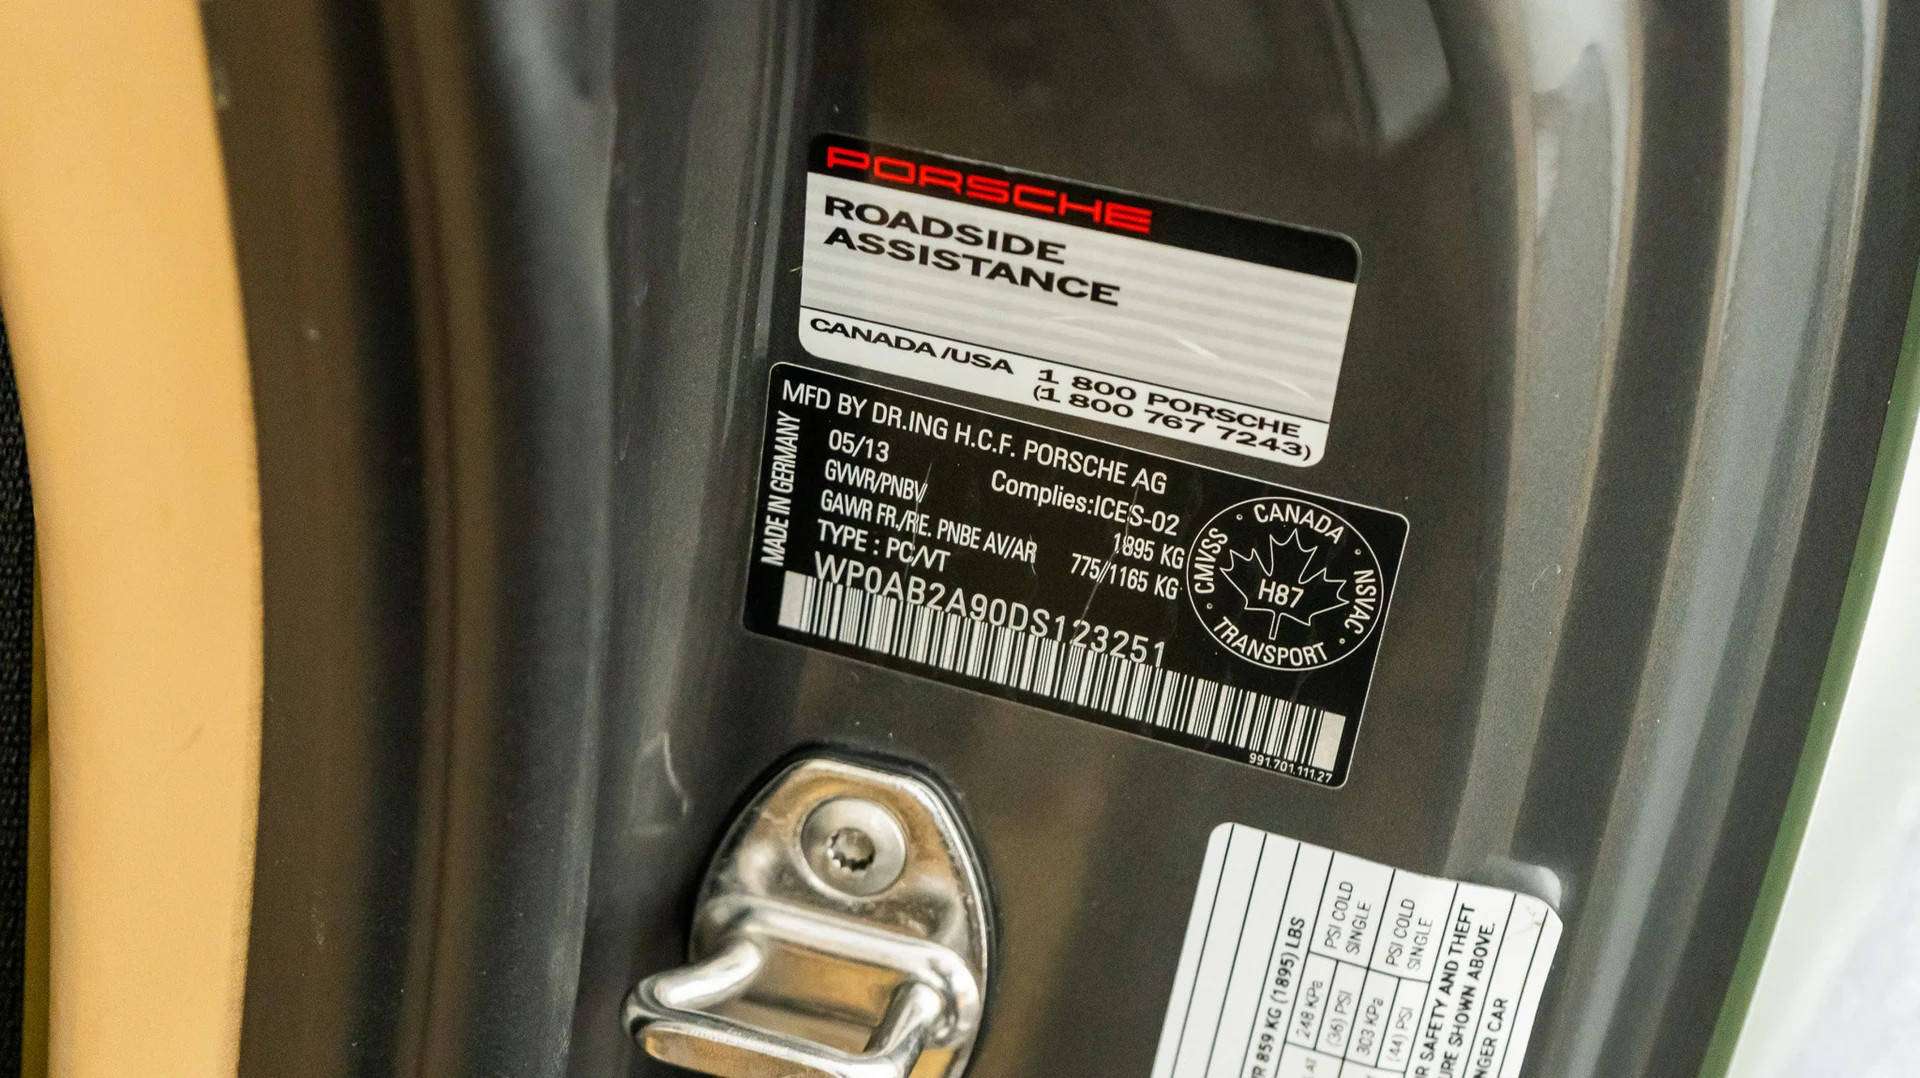 PORSCHE
ROADSIDE
ASSISTANCE
CANADA/USA 1 800 PORSCHE
(1 800 767 7243)
MFD BY DR.ING H.C.F. PORSCHE AG
MADE IN GERMANY
05/13 Complies:ICES-02
GVWR/PNBV 1895 KG
GAWR FR./RE. PNBE AV/AR 775/1165 KG
TYPE : PC/VT
WP0AB2A90DS123251
CANADA
CMVSS
NSVAC
TRANSPORT
H87
991.701.111.27
859 KG (1895) LBS
248 KPa PSI COLD
(36) PSI SINGLE
303 KPa PSI COLD
(44) PSI SINGLE
SAFETY AND THEFT
SHOWN ABOVE.
CAR